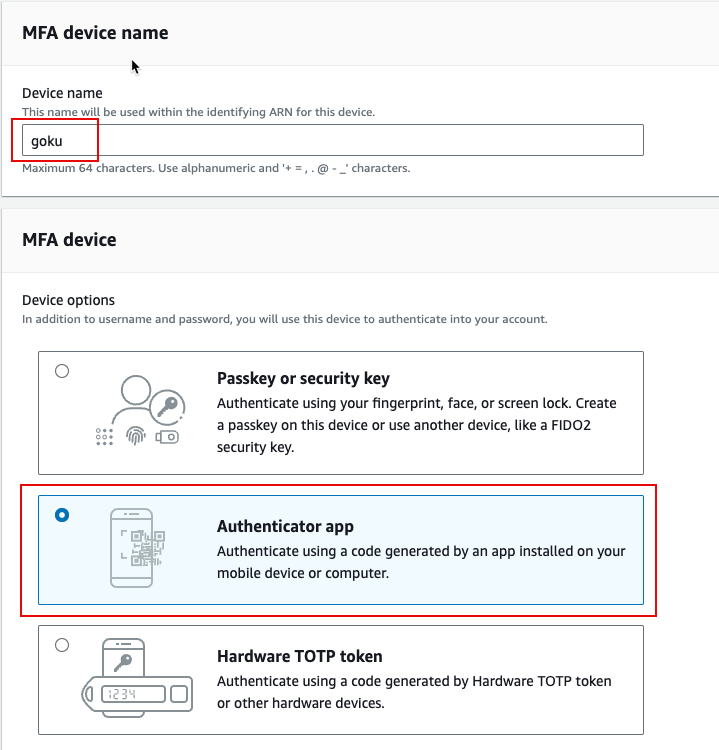 MFA device name
Device name
This name will be used within the identifying ARN for this device.
goku
Maximum 64 characters. Use alphanumeric and '+ = , . @ - _' characters.
MFA device
Device options
In addition to username and password, you will use this device to authenticate into your account.
Passkey or security key
Authenticate using your fingerprint, face, or screen lock. Create
a passkey on this device or use another device, like a FIDO2
security key.
Authenticator app
Authenticate using a code generated by an app installed on your
mobile device or computer.
Hardware TOTP token
Authenticate using a code generated by Hardware TOTP token
or other hardware devices.
1234